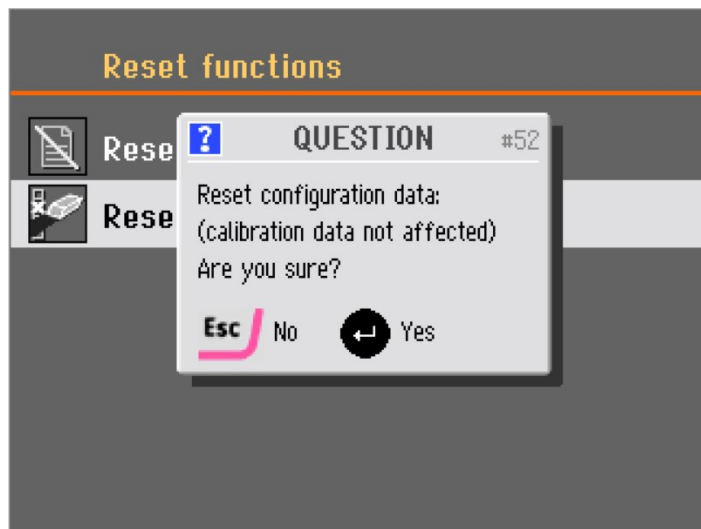 Reset functions
Rese
QUESTION #52
Rese
Reset configuration data:
(calibration data not affected)
Are you sure?
Esc No Yes